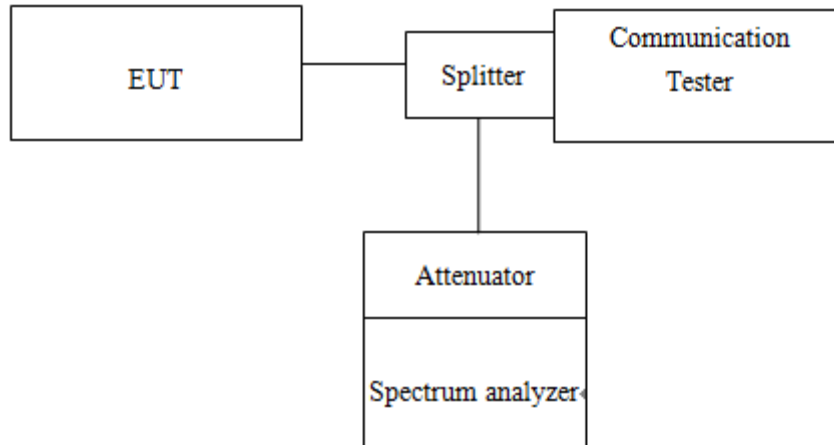 EUT
Splitter
Communication
Tester
Attenuator
Spectrum analyzer